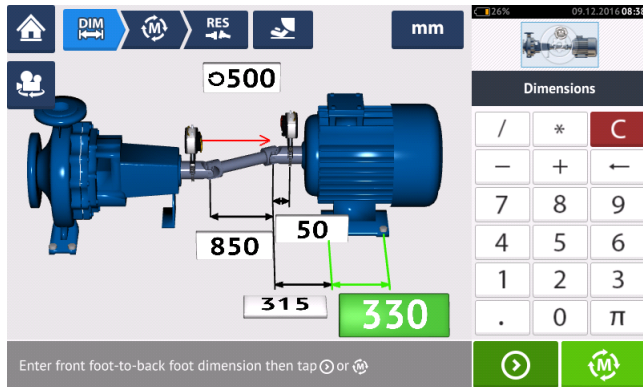 DIM
M
RES
mm
26%
09.12.2016 08:38
500
Dimensions
/ * C
– + ←
850
50
7 8 9
4 5 6
315
330
1 2 3
. 0 π
Enter front foot-to-back foot dimension then tap or M
M